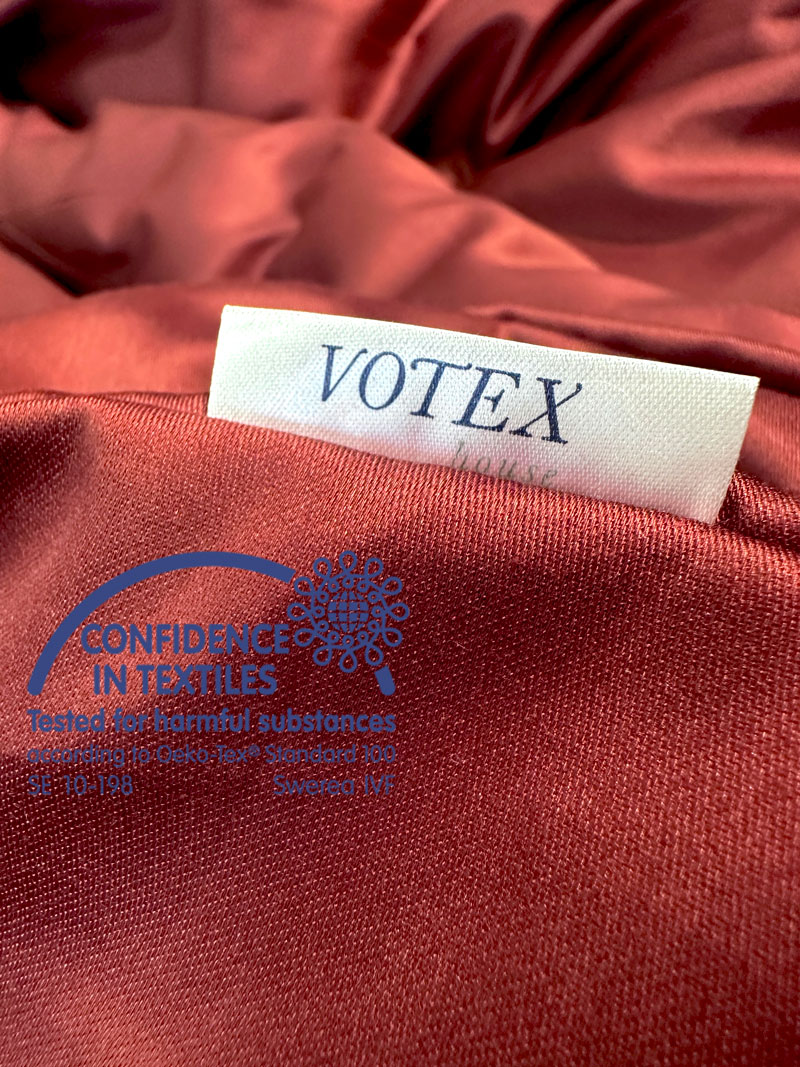 VOTEX
house
CONFIDENCE
IN TEXTILES
Tested for harmful substances
according to Oeko-Tex® Standard 100
SE 10-198 Swerea IVF